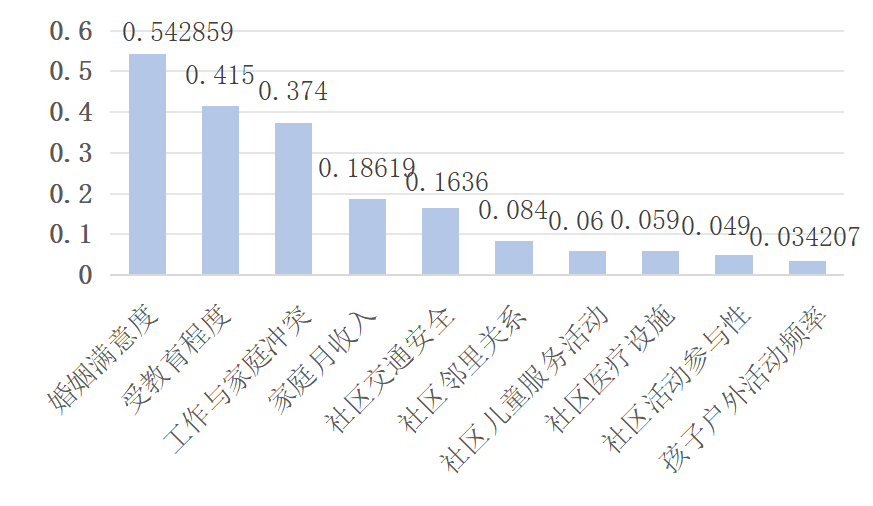 0.6
0.5
0.4
0.3
0.2
0.1
0
0.542859
0.415
0.374
0.18619
0.1636
0.084
0.06
0.059
0.049
0.034207
婚姻满意度
受教育程度
工作与家庭冲突
家庭月收入
社区交通安全
社区邻里关系
社区儿童服务活动
社区医疗设施
社区活动参与性
孩子户外活动频率